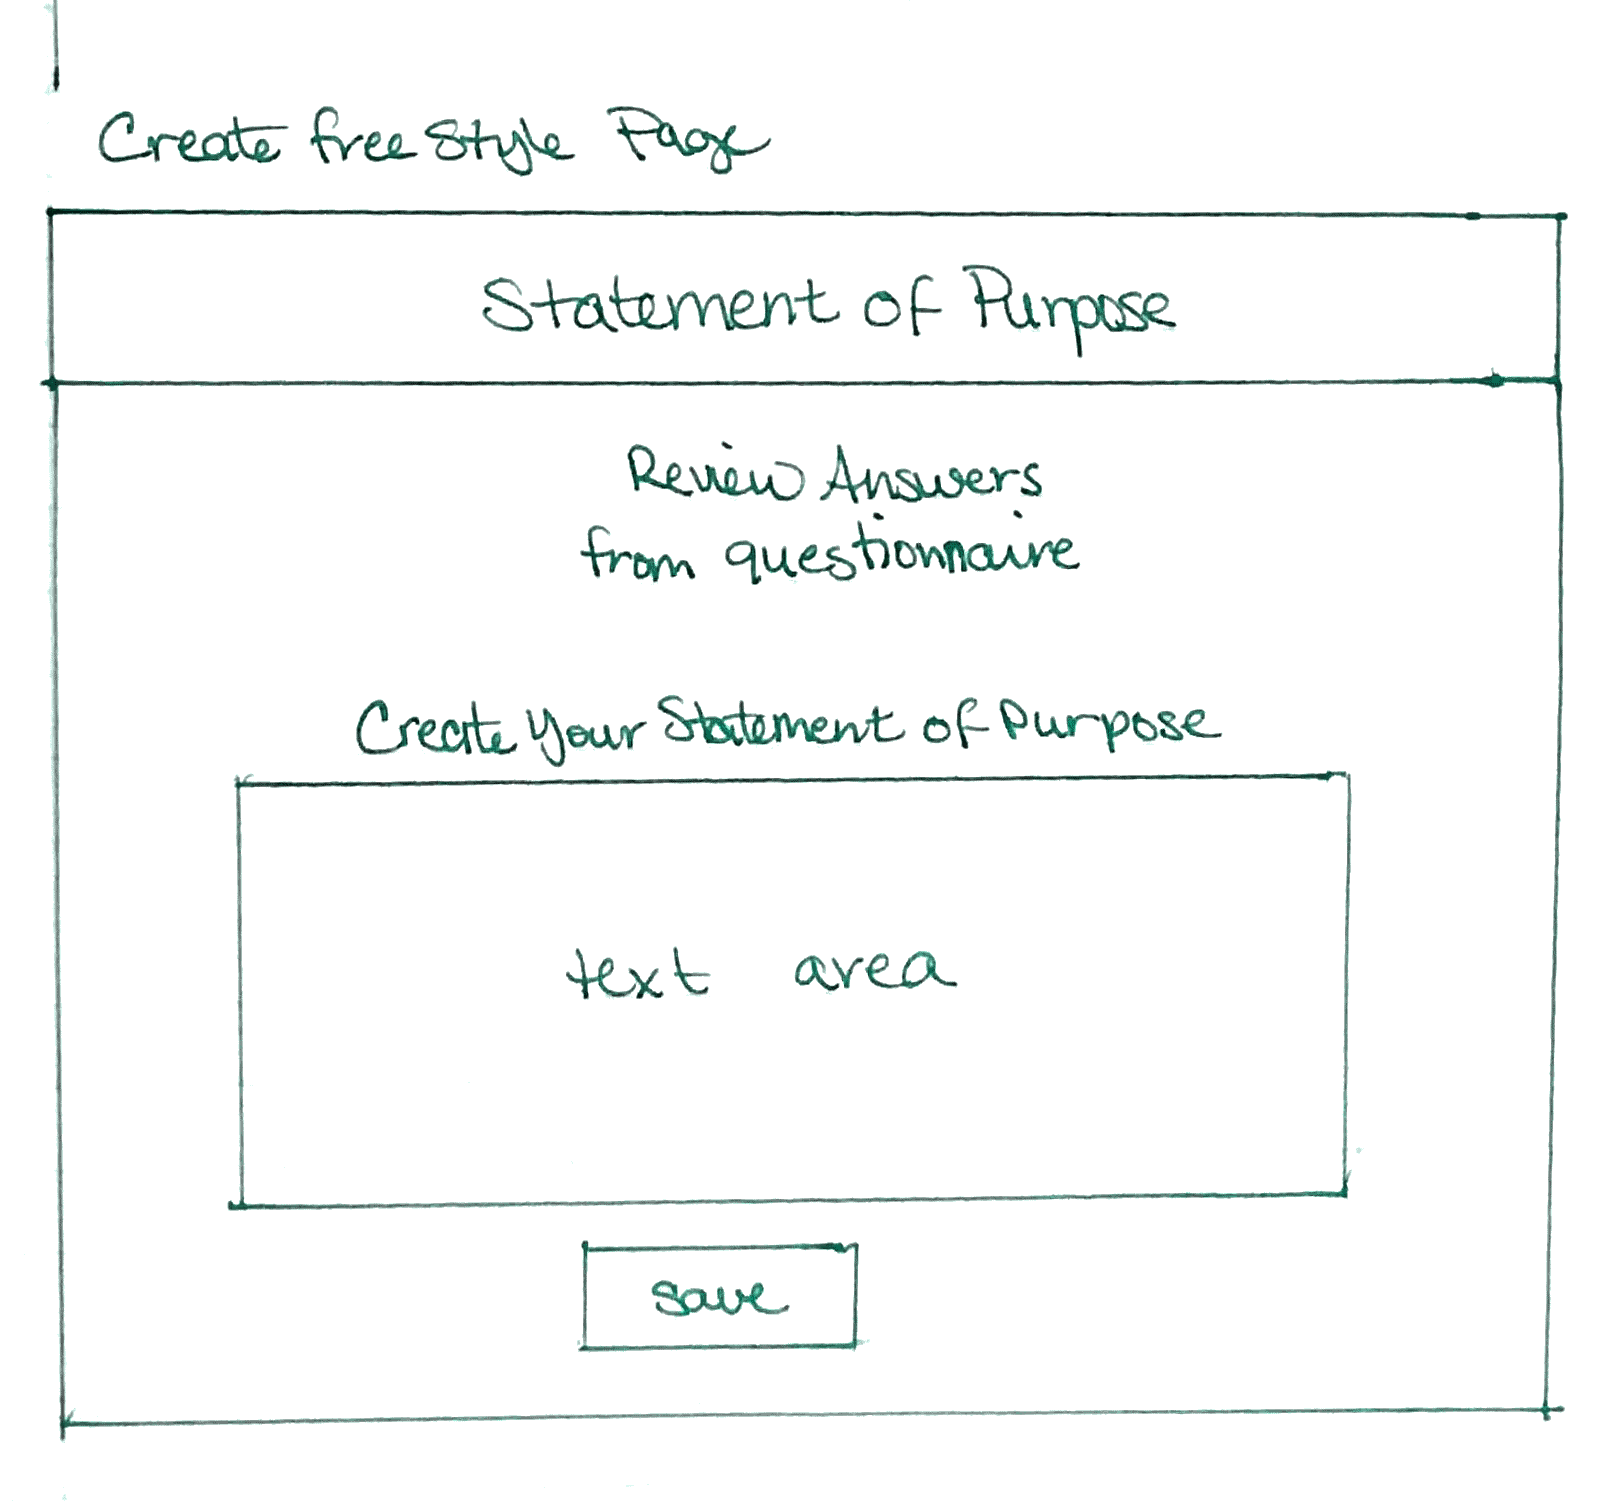 Create free Style Page
Statement of Purpose
Review Answers
from questionnaire
Create Your Statement of Purpose
text area
save